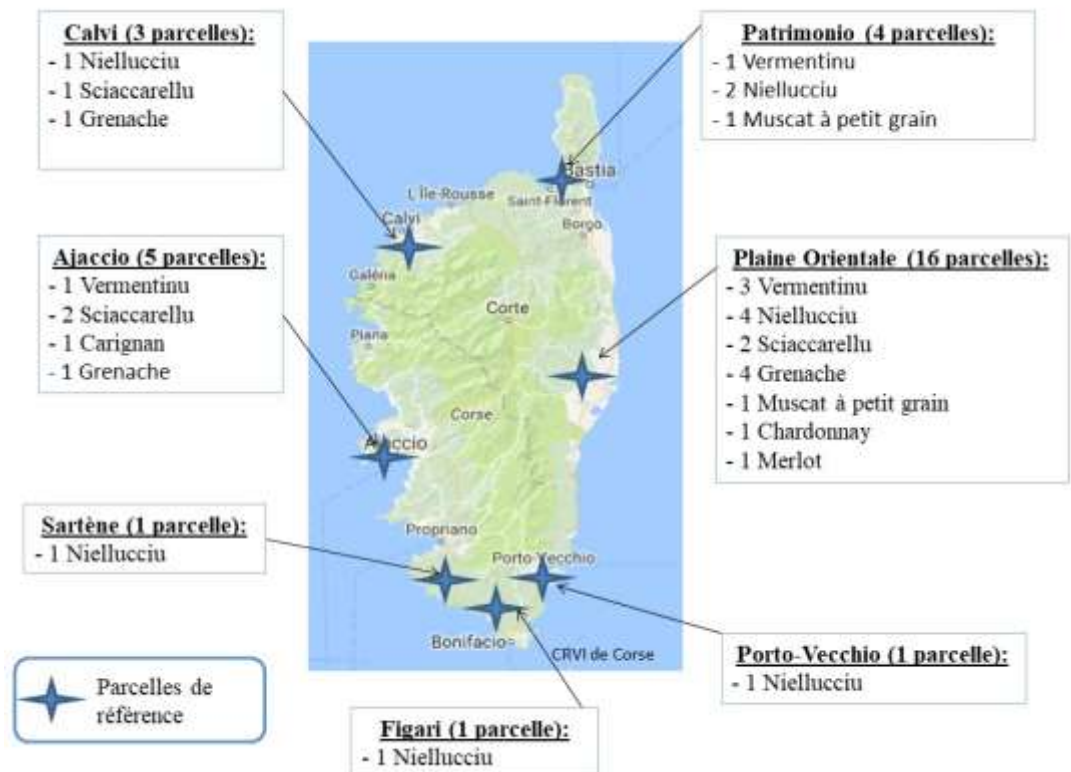 Calvi (3 parcelles):
- 1 Niellucciu
- 1 Sciaccarellu
- 1 Grenache
Patrimonio (4 parcelles):
- 1 Vermentinu
- 2 Niellucciu
- 1 Muscat à petit grain
Bastia
L'Île-Rousse
Saint-Florent
Calvi
Borgo
Ajaccio (5 parcelles):
- 1 Vermentinu
- 2 Sciaccarellu
- 1 Carignan
- 1 Grenache
Plaine Orientale (16 parcelles):
- 3 Vermentinu
- 4 Niellucciu
- 2 Sciaccarellu
- 4 Grenache
- 1 Muscat à petit grain
- 1 Chardonnay
- 1 Merlot
Galéria
Corte
Piana
Corse
Ajaccio
Sartène (1 parcelle):
- 1 Niellucciu
Propriano
Porto-Vecchio
Bonifacio
CRVI de Corse
Porto-Vecchio (1 parcelle):
- 1 Niellucciu
Parcelles de
référence
Figari (1 parcelle):
- 1 Niellucciu